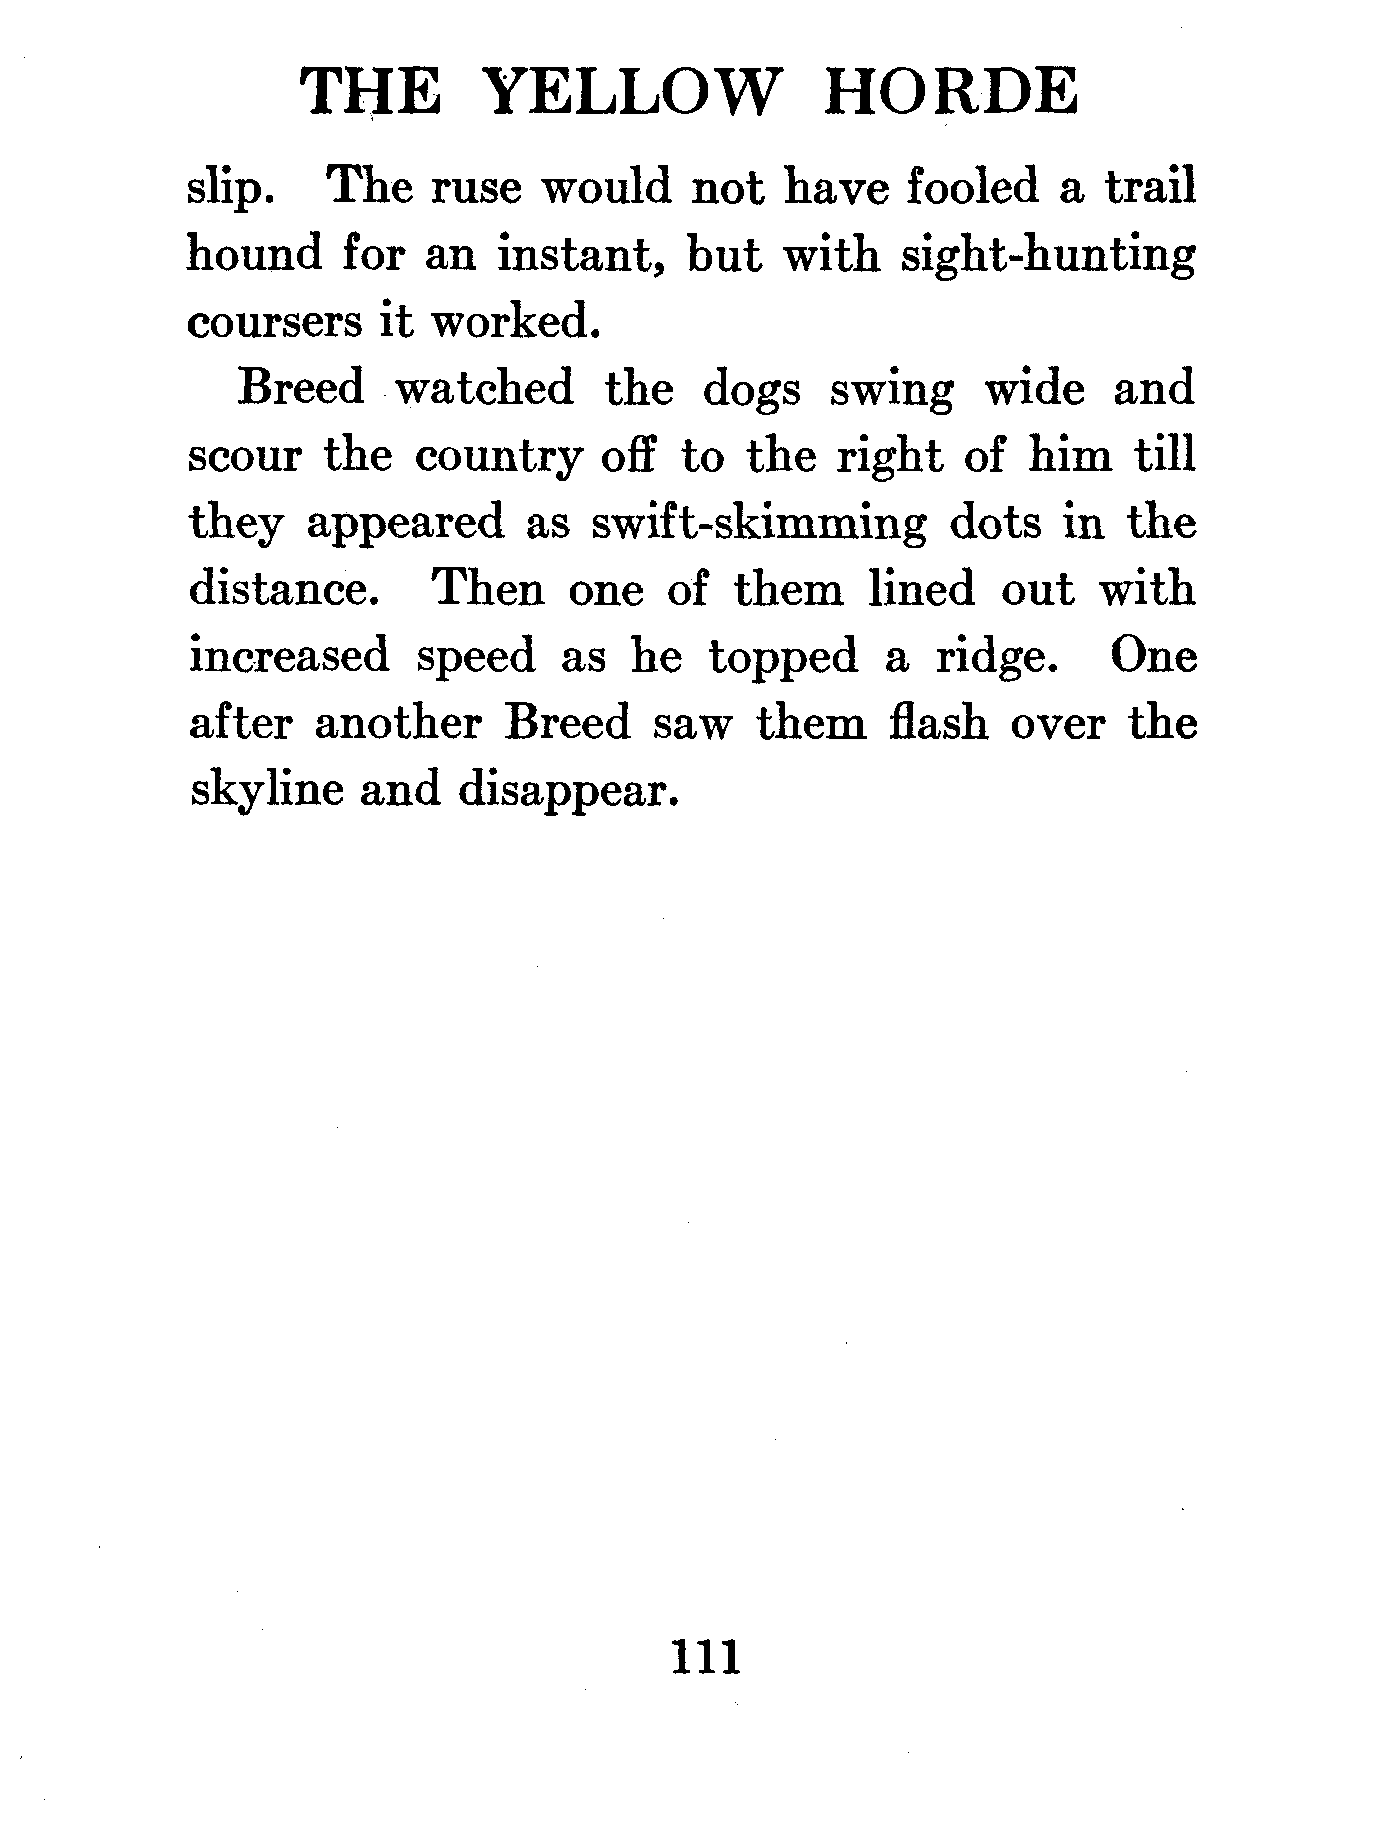 THE YELLOW HORDE
slip. The ruse would not have fooled a trail
hound for an instant, but with sight-hunting
coursers it worked.
Breed watched the dogs swing wide and
scour the country off to the right of him till
they appeared as swift-skimming dots in the
distance. Then one of them lined out with
increased speed as he topped a ridge. One
after another Breed saw them flash over the
skyline and disappear.
111